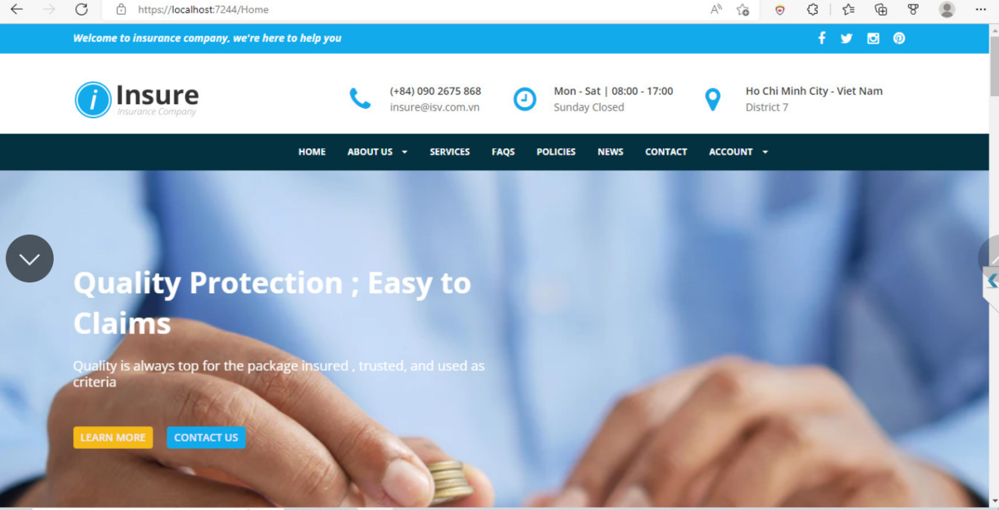 https://localhost:7244/Home
Welcome to insurance company, we're here to help you
i Insure
Insurance Company
(+84) 090 2675 868
insure@isv.com.vn
Mon - Sat | 08:00 - 17:00
Sunday Closed
Ho Chi Minh City - Viet Nam
District 7
HOME ABOUT US SERVICES FAQS POLICIES NEWS CONTACT ACCOUNT
Quality Protection ; Easy to
Claims
Quality is always top for the package insured , trusted, and used as
criteria
LEARN MORE CONTACT US